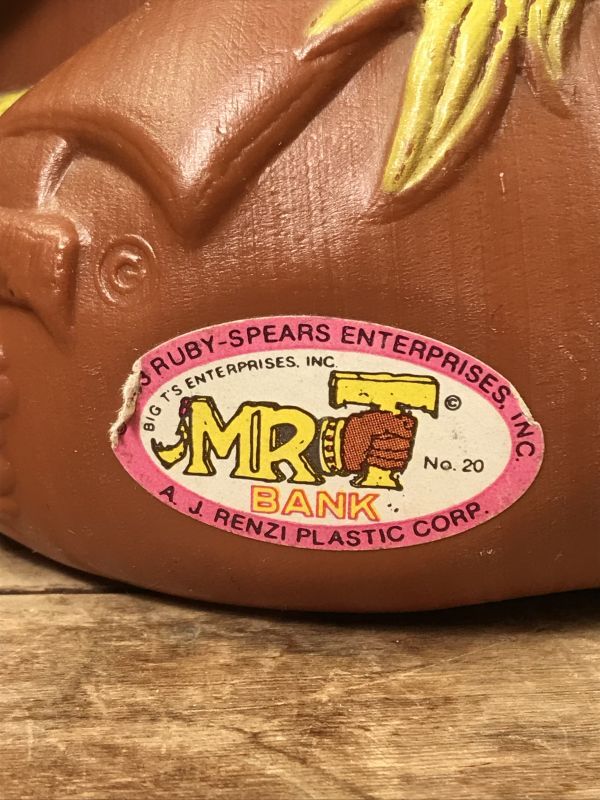 ©
RUBY-SPEARS ENTERPRISES, INC.
BIG T'S ENTERPRISES, INC.
MR T ©
No. 20
BANK
A. J. RENZI PLASTIC CORP.